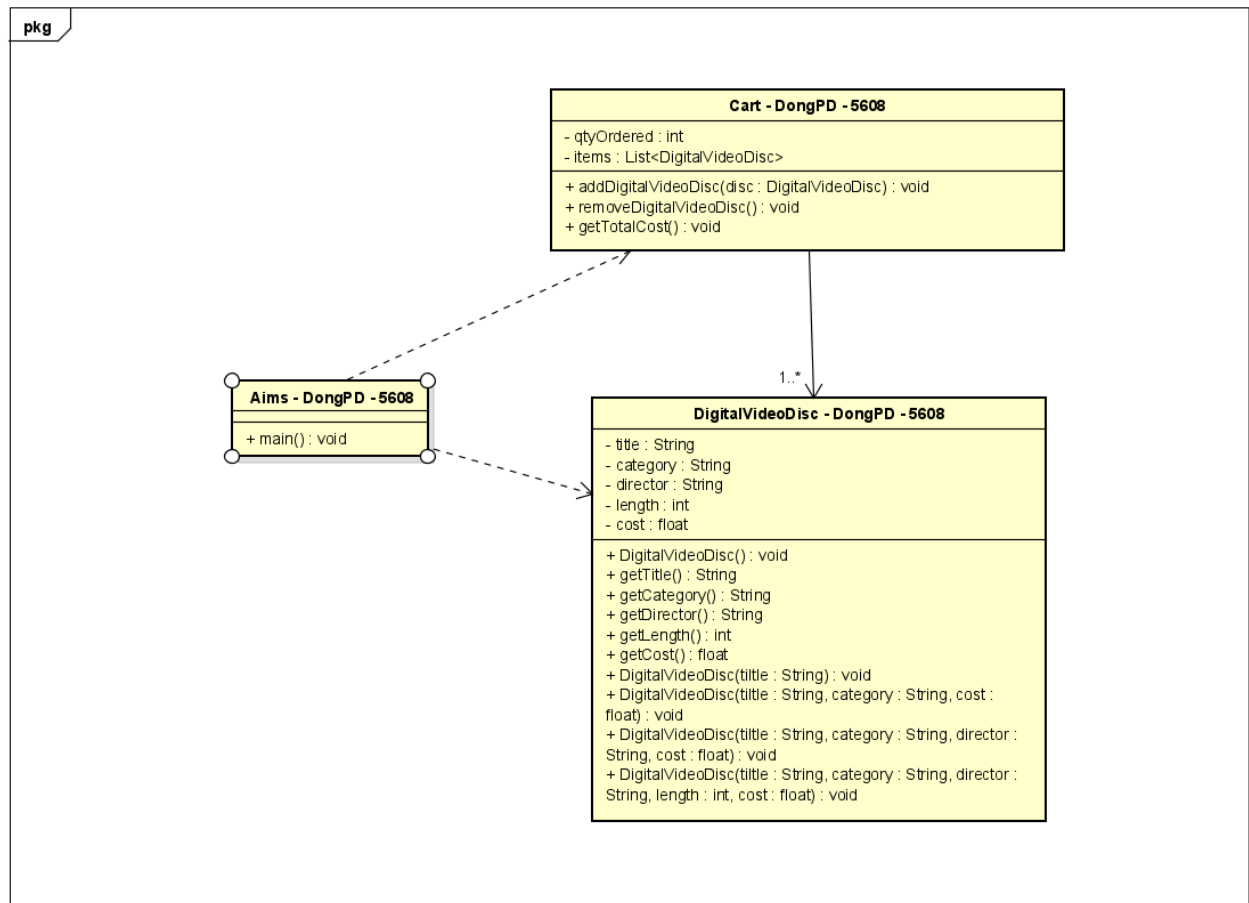 pkg
Cart - DongPD - 5608
- qtyOrdered : int
- items : List<DigitalVideoDisc>
+ addDigitalVideoDisc(disc : DigitalVideoDisc) : void
+ removeDigitalVideoDisc() : void
+ getTotalCost() : void
1..*
Aims - DongPD - 5608
+ main() : void
DigitalVideoDisc - DongPD - 5608
- title : String
- category : String
- director : String
- length : int
- cost : float
+ DigitalVideoDisc() : void
+ getTitle() : String
+ getCategory() : String
+ getDirector() : String
+ getLength() : int
+ getCost() : float
+ DigitalVideoDisc(tiltle : String) : void
+ DigitalVideoDisc(tiltle : String, category : String, cost :
float) : void
+ DigitalVideoDisc(tiltle : String, category : String, director :
String, cost : float) : void
+ DigitalVideoDisc(tiltle : String, category : String, director :
String, length : int, cost : float) : void